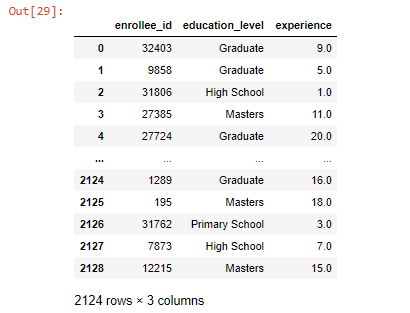 Out[29]:
enrollee_id education_level experience
0 32403 Graduate 9.0
1 9858 Graduate 5.0
2 31806 High School 1.0
3 27385 Masters 11.0
4 27724 Graduate 20.0
... ... ... ...
2124 1289 Graduate 16.0
2125 195 Masters 18.0
2126 31762 Primary School 3.0
2127 7873 High School 7.0
2128 12215 Masters 15.0
2124 rows × 3 columns